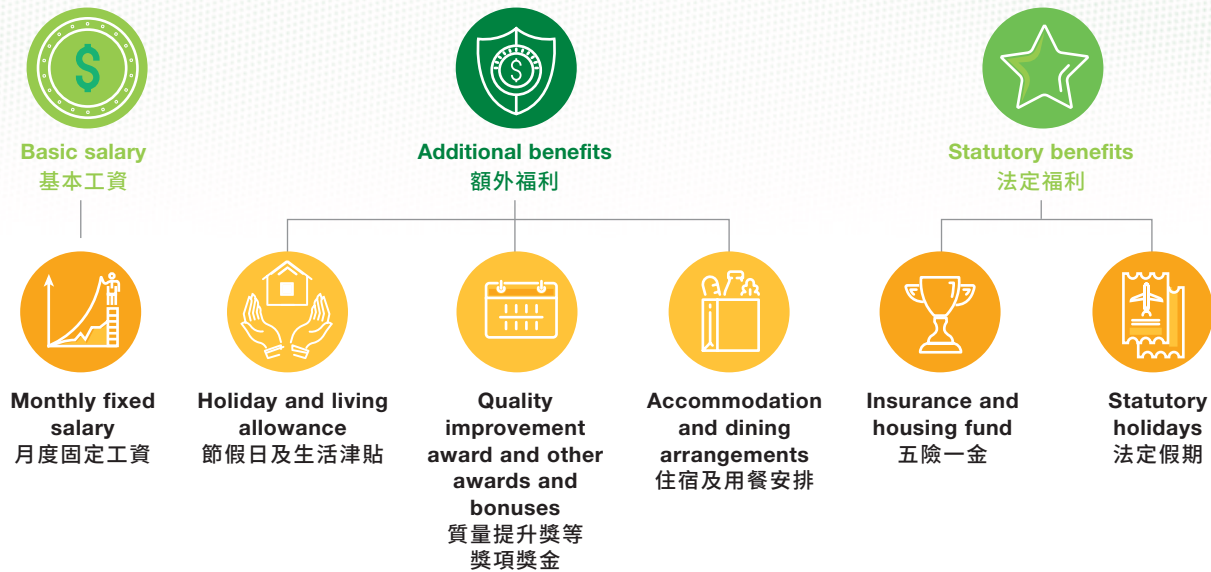 Basic salary
基本工資
Additional benefits
額外福利
Statutory benefits
法定福利
Monthly fixed
salary
月度固定工資
Holiday and living
allowance
節假日及生活津貼
Quality
improvement
award and other
awards and
bonuses
質量提升獎等
獎項獎金
Accommodation
and dining
arrangements
住宿及用餐安排
Insurance and
housing fund
五險一金
Statutory
holidays
法定假期